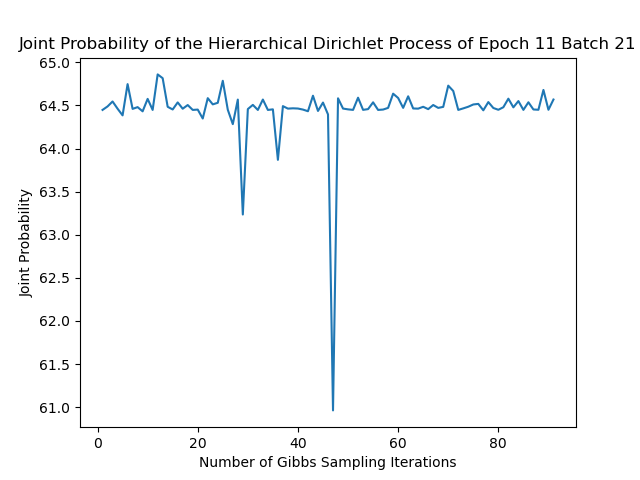 Joint Probability of the Hierarchical Dirichlet Process of Epoch 11 Batch 21
65.0
64.5
64.0
63.5
63.0
62.5
62.0
61.5
61.0
Joint Probability
0 20 40 60 80
Number of Gibbs Sampling Iterations